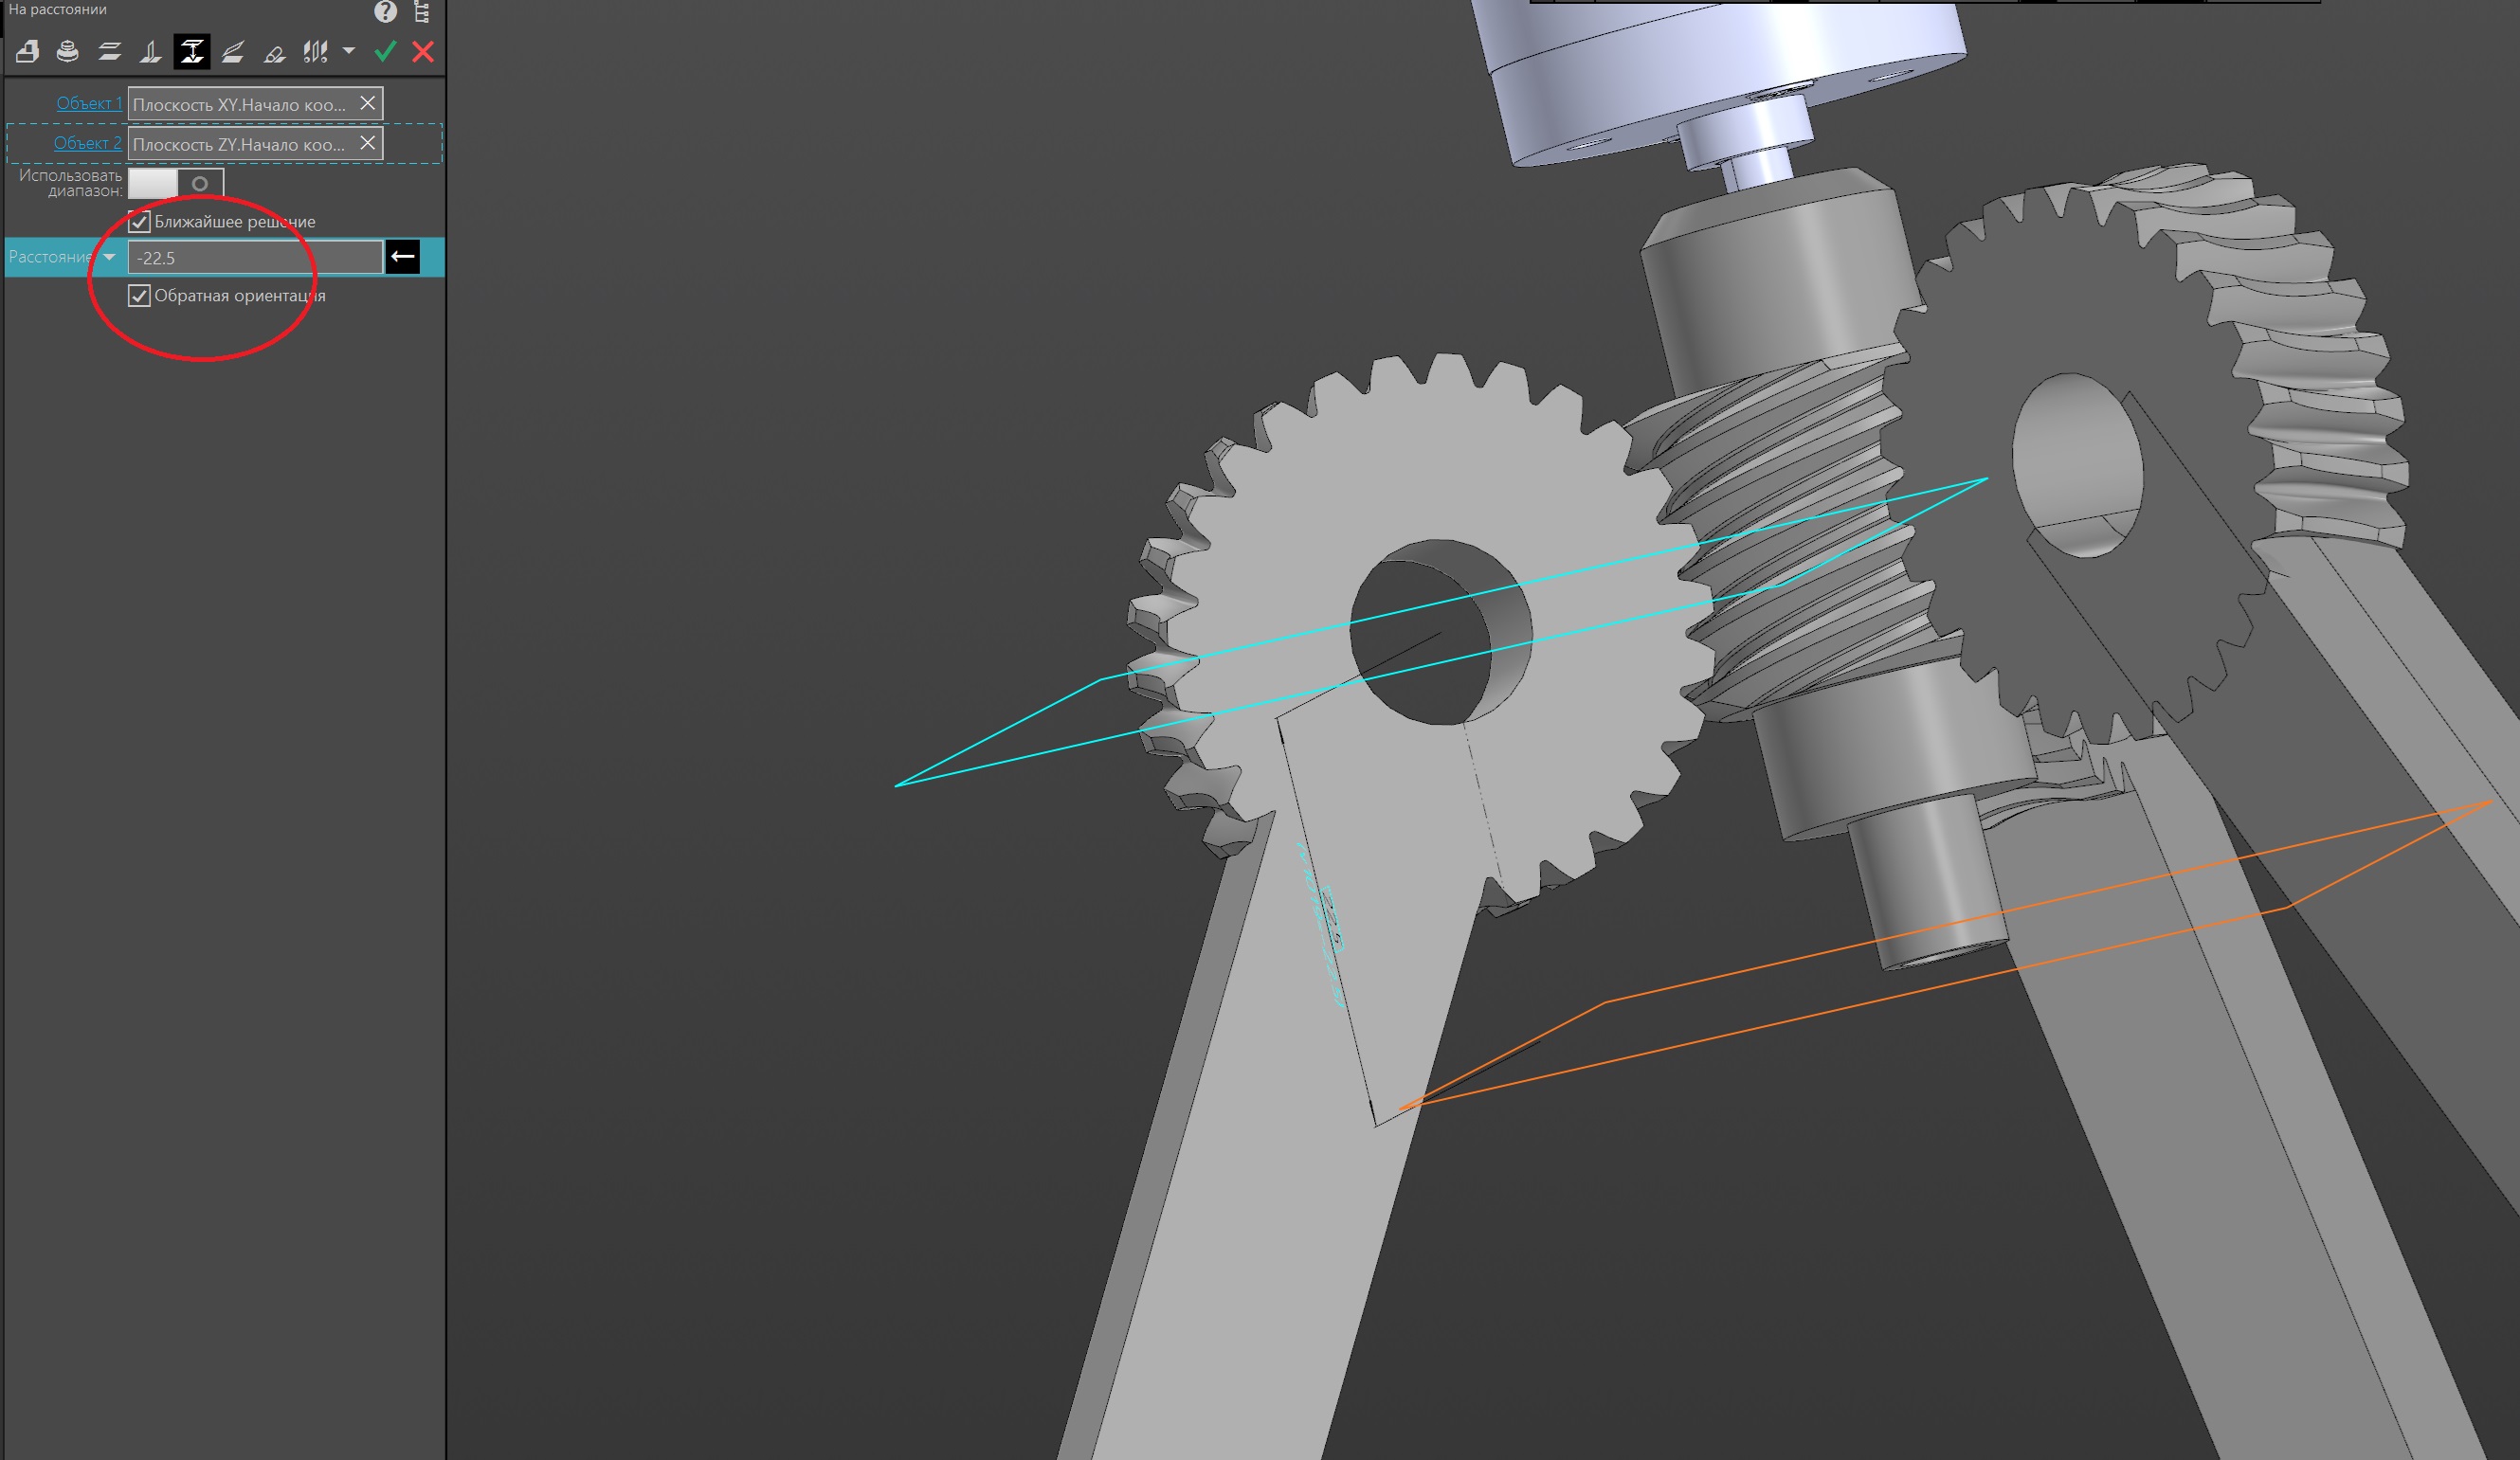 На расстоянии
Объект 1 Плоскость XY.Начало коо...
Объект 2 Плоскость ZY.Начало коо...
Использовать
диапазон:
Ближайшее решение
Расстояние -22.5
Обратная ориентация